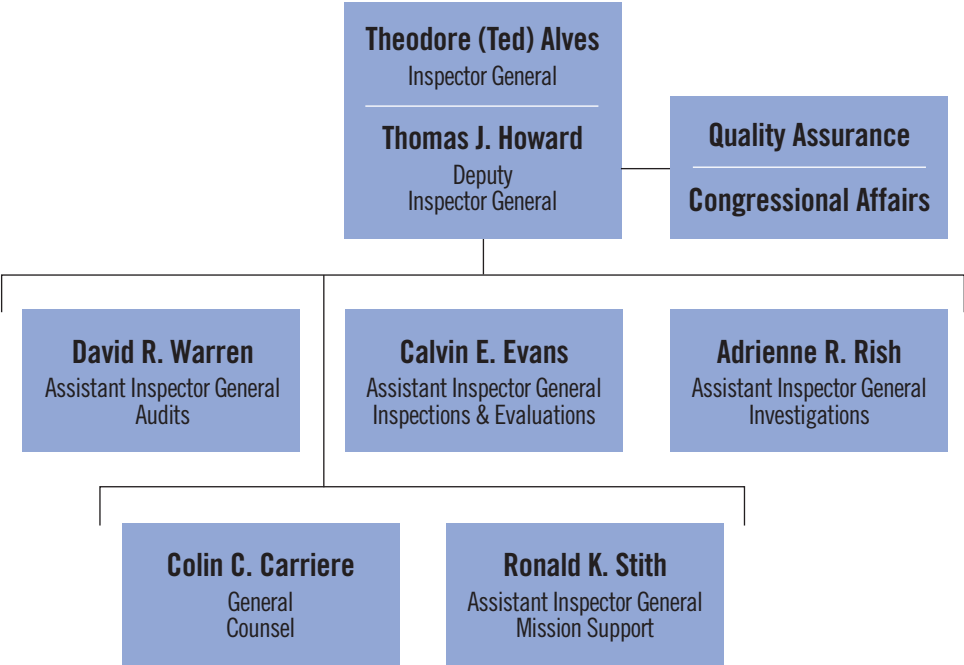 Theodore (Ted) Alves
Inspector General
Thomas J. Howard
Deputy
Inspector General
Quality Assurance
Congressional Affairs
David R. Warren
Assistant Inspector General
Audits
Calvin E. Evans
Assistant Inspector General
Inspections & Evaluations
Adrienne R. Rish
Assistant Inspector General
Investigations
Colin C. Carriere
General
Counsel
Ronald K. Stith
Assistant Inspector General
Mission Support